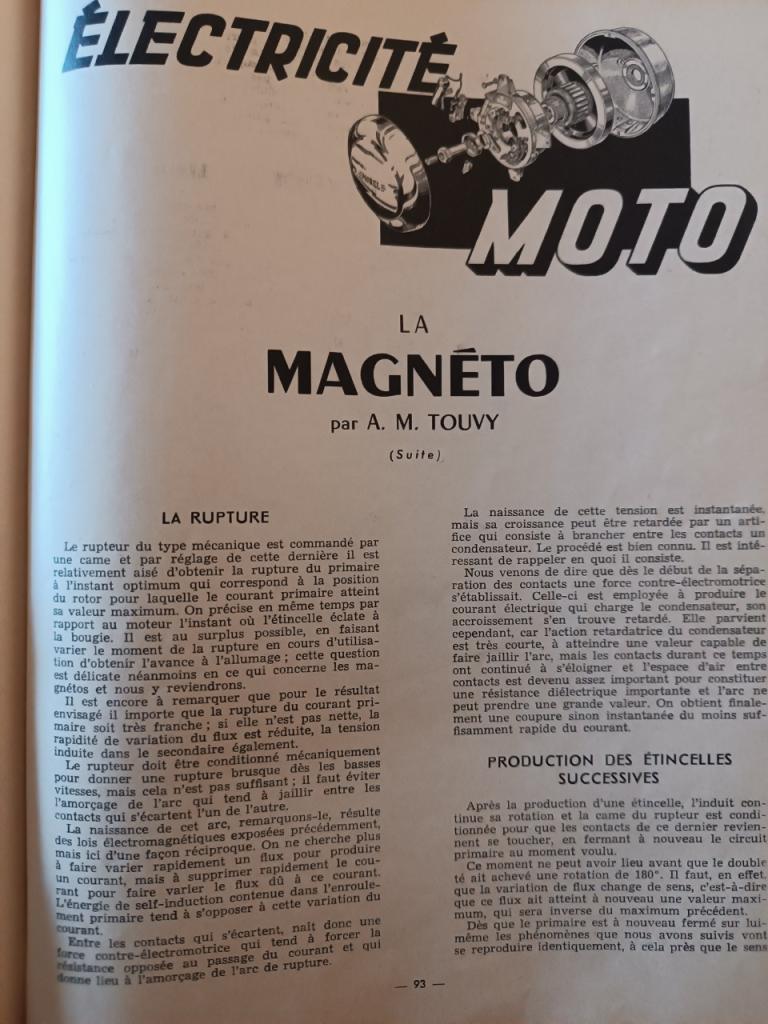 ÉLECTRICITÉ
MOTO
LA
MAGNÉTO
par A. M. TOUVY
(Suite)
LA RUPTURE
Le rupteur du type mécanique est commandé par
une came et par réglage de cette dernière il est
relativement aisé d'obtenir la rupture du primaire
à l'instant optimum qui correspond à la position
du rotor pour laquelle le courant primaire atteint
sa valeur maximum. On précise en même temps par
rapport au moteur l'instant où l'étincelle éclate à
la bougie. Il est au surplus possible, en faisant
varier le moment de la rupture en cours d'utilisa-
tion d'obtenir l'avance à l'allumage ; cette question
est délicate néanmoins en ce qui concerne les ma-
gnétos et nous y reviendrons.
Il est encore à remarquer que pour le résultat
envisagé il importe que la rupture du courant pri-
maire soit très franche ; si elle n'est pas nette, la
rapidité de variation du flux est réduite, la tension
induite dans le secondaire également.
Le rupteur doit être conditionné mécaniquement
pour donner une rupture brusque dès les basses
vitesses, mais cela n'est pas suffisant ; il faut éviter
l'amorçage de l'arc qui tend à jaillir entre les
contacts qui s'écartent l'un de l'autre.
La naissance de cet arc, remarquons-le, résulte
des lois électromagnétiques exposées précédemment,
mais ici d'une façon réciproque. On ne cherche plus
à faire varier rapidement un flux pour produire
un courant, mais à supprimer rapidement le cou-
rant pour faire varier le flux dû à ce courant.
L'énergie de self-induction contenue dans l'enroule-
ment primaire tend à s'opposer à cette variation du
courant.
Entre les contacts qui s'écartent, naît donc une
force contre-électromotrice qui tend à forcer la
résistance opposée au passage du courant et qui
donne lieu à l'amorçage de l'arc de rupture.
La naissance de cette tension est instantanée,
mais sa croissance peut être retardée par un arti-
fice qui consiste à brancher entre les contacts un
condensateur. Le procédé est bien connu. Il est inté-
ressant de rappeler en quoi il consiste.
Nous venons de dire que dès le début de la sépa-
ration des contacts une force contre-électromotrice
s'établissait. Celle-ci est employée à produire le
courant électrique qui charge le condensateur, son
accroissement s'en trouve retardé. Elle parvient
cependant, car l'action retardatrice du condensateur
est très courte, à atteindre une valeur capable de
faire jaillir l'arc, mais les contacts durant ce temps
ont continué à s'éloigner et l'espace d'air entre
contacts est devenu assez important pour constituer
une résistance diélectrique importante et l'arc ne
peut prendre une grande valeur. On obtient finale-
ment une coupure sinon instantanée du moins suf-
fisamment rapide du courant.
PRODUCTION DES ÉTINCELLES
SUCCESSIVES
Après la production d'une étincelle, l'induit con-
tinue sa rotation et la came du rupteur est condi-
tionnée pour que les contacts de ce dernier revien-
nent se toucher, en fermant à nouveau le circuit
primaire au moment voulu.
Ce moment ne peut avoir lieu avant que le double
té ait achevé une rotation de 180°. Il faut, en effet,
que la variation de flux change de sens, c'est-à-dire
que ce flux ait atteint à nouveau une valeur maxi-
mum, qui sera inverse du maximum précédent.
Dès que le primaire est à nouveau fermé sur lui-
même les phénomènes que nous avons suivis vont
se reproduire identiquement, à cela près que le sens
— 93 —